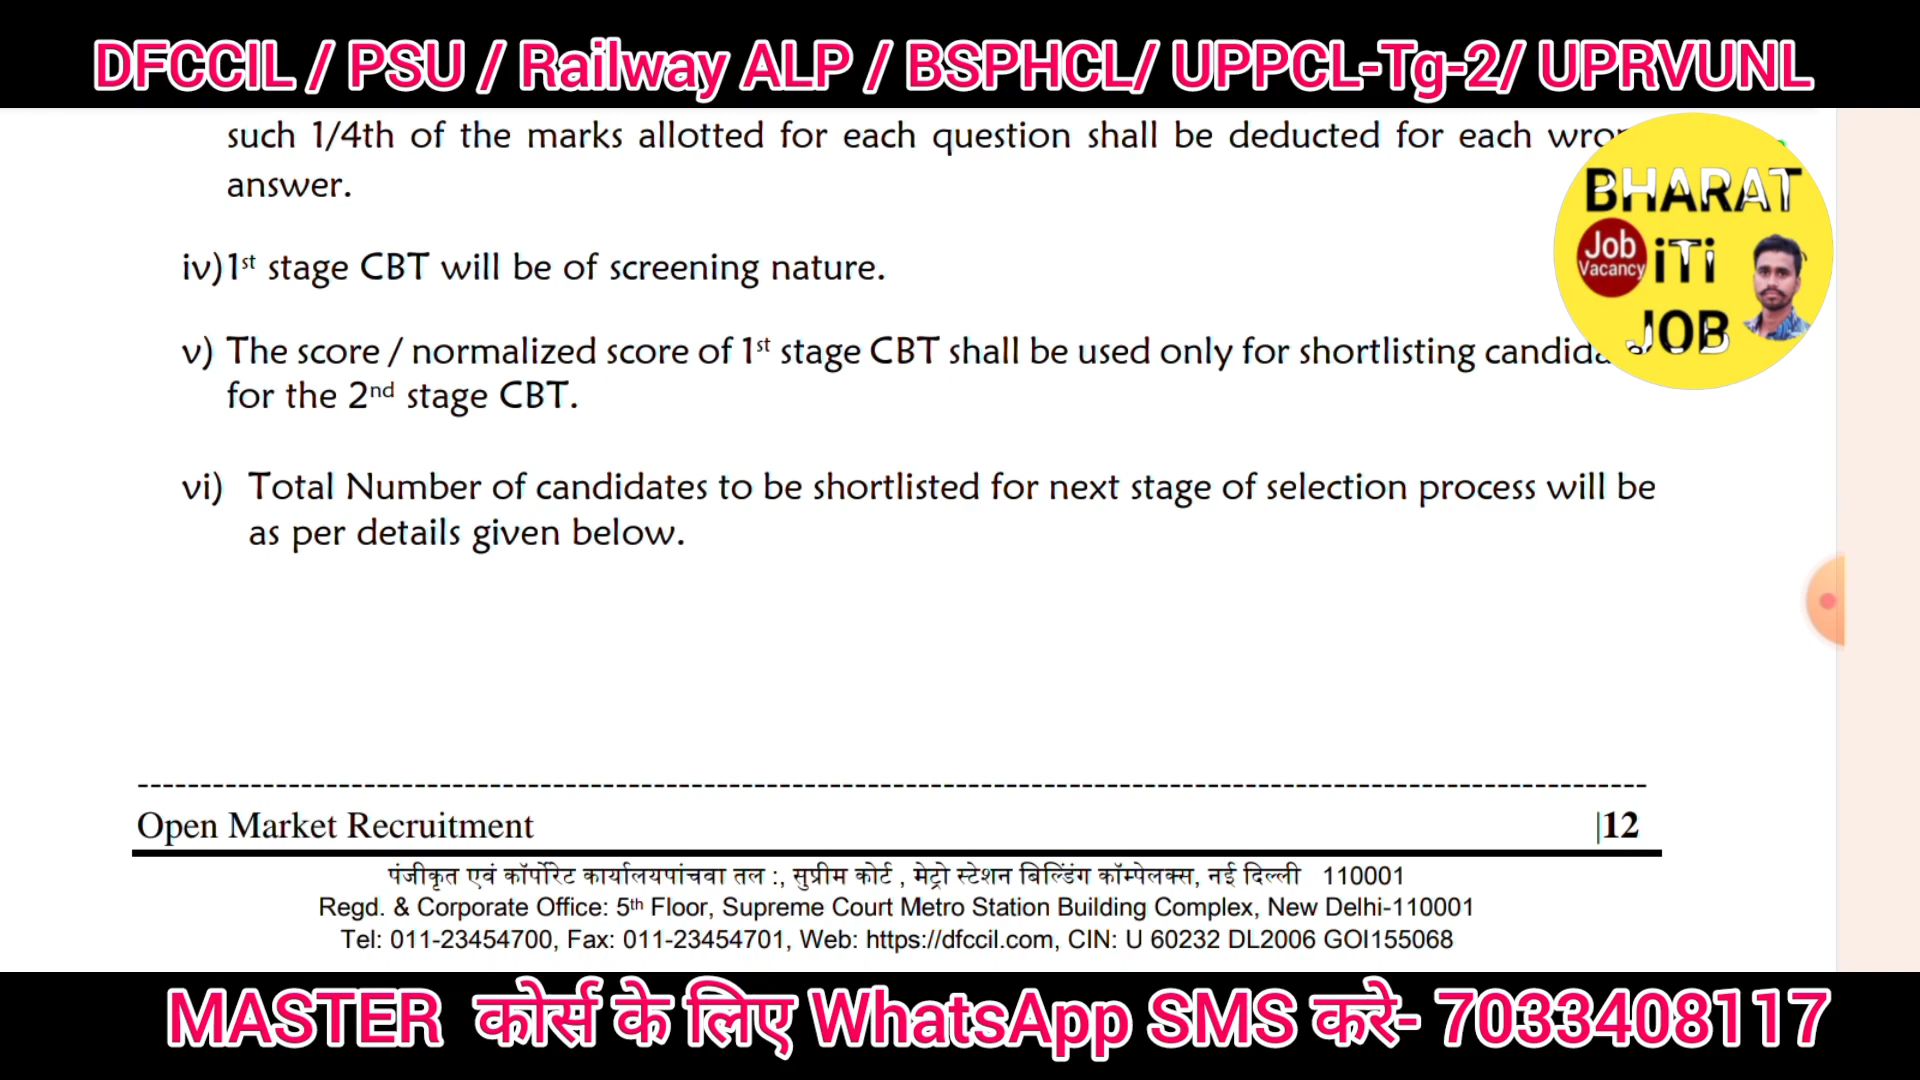 DFCCIL / PSU / Railway ALP / BSPHCL/ UPPCL-Tg-2/ UPRVUNL
such 1/4th of the marks allotted for each question shall be deducted for each
answer.
iv)1st stage CBT will be of screening nature.
v) The score / normalized score of 1st stage CBT shall be used only for shortlisting
for the 2nd stage CBT.
vi) Total Number of candidates to be shortlisted for next stage of selection process will be
as per details given below.
BHARAT
Job
Vacancy
iTi
JOB
Open Market Recruitment |12
पंजीकृत एवं कॉर्पोरेट कार्यालयपांचवा तल :, सुप्रीम कोर्ट , मेट्रो स्टेशन बिल्डिंग कॉम्पेलक्स, नई दिल्ली 110001
Regd. & Corporate Office: 5th Floor, Supreme Court Metro Station Building Complex, New Delhi-110001
Tel: 011-23454700, Fax: 011-23454701, Web: https://dfccil.com, CIN: U 60232 DL2006 GOI155068
MASTER कोर्स के लिए WhatsApp SMS करे- 7033408117